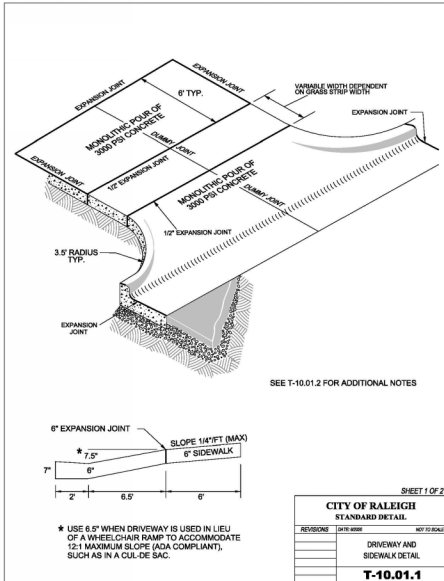 EXPANSION JOINT
EXPANSION JOINT
6' TYP.
VARIABLE WIDTH DEPENDENT
ON GRASS STRIP WIDTH
EXPANSION JOINT
MONOLITHIC POUR OF
3000 PSI CONCRETE
DUMMY JOINT
EXPANSION JOINT
1/2" EXPANSION JOINT
MONOLITHIC POUR OF
3000 PSI CONCRETE
DUMMY JOINT
1/2" EXPANSION JOINT
3.5' RADIUS
TYP.
EXPANSION
JOINT
SEE T-10.01.2 FOR ADDITIONAL NOTES
6" EXPANSION JOINT
SLOPE 1/4"/FT (MAX)
* 7.5"
6" SIDEWALK
7"
6"
2'
6.5'
6'
* USE 6.5" WHEN DRIVEWAY IS USED IN LIEU
OF A WHEELCHAIR RAMP TO ACCOMMODATE
12:1 MAXIMUM SLOPE (ADA COMPLIANT),
SUCH AS IN A CUL-DE SAC.
SHEET 1 OF 2
CITY OF RALEIGH
STANDARD DETAIL
REVISIONS
DATE:
NOT TO SCALE
DRIVEWAY AND
SIDEWALK DETAIL
T-10.01.1